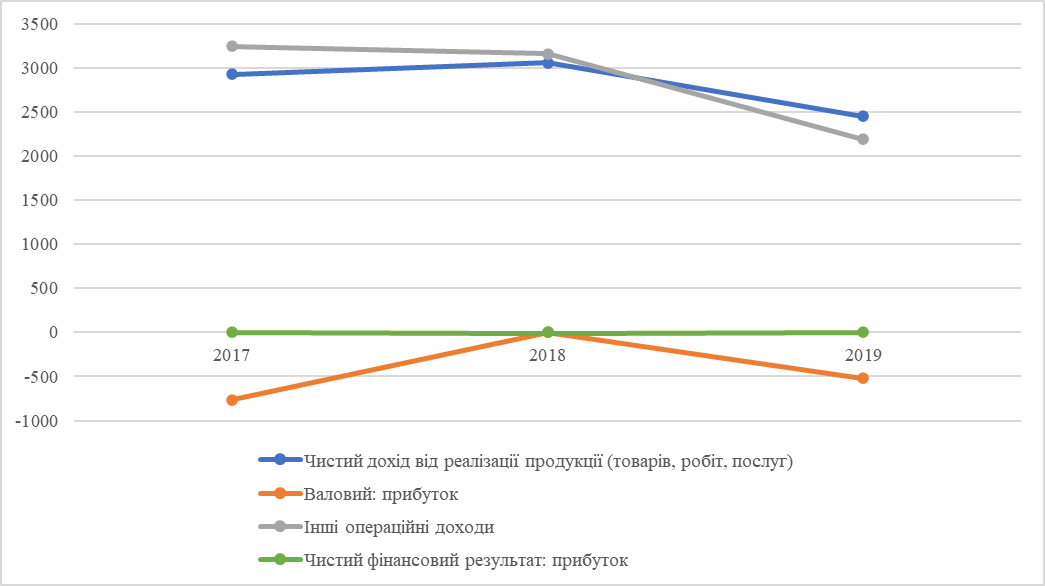 3500
3000
2500
2000
1500
1000
500
0
2017 2018 2019
-500
-1000
Чистий дохід від реалізації продукції (товарів, робіт, послуг)
Валовий: прибуток
Інші операційні доходи
Чистий фінансовий результат: прибуток